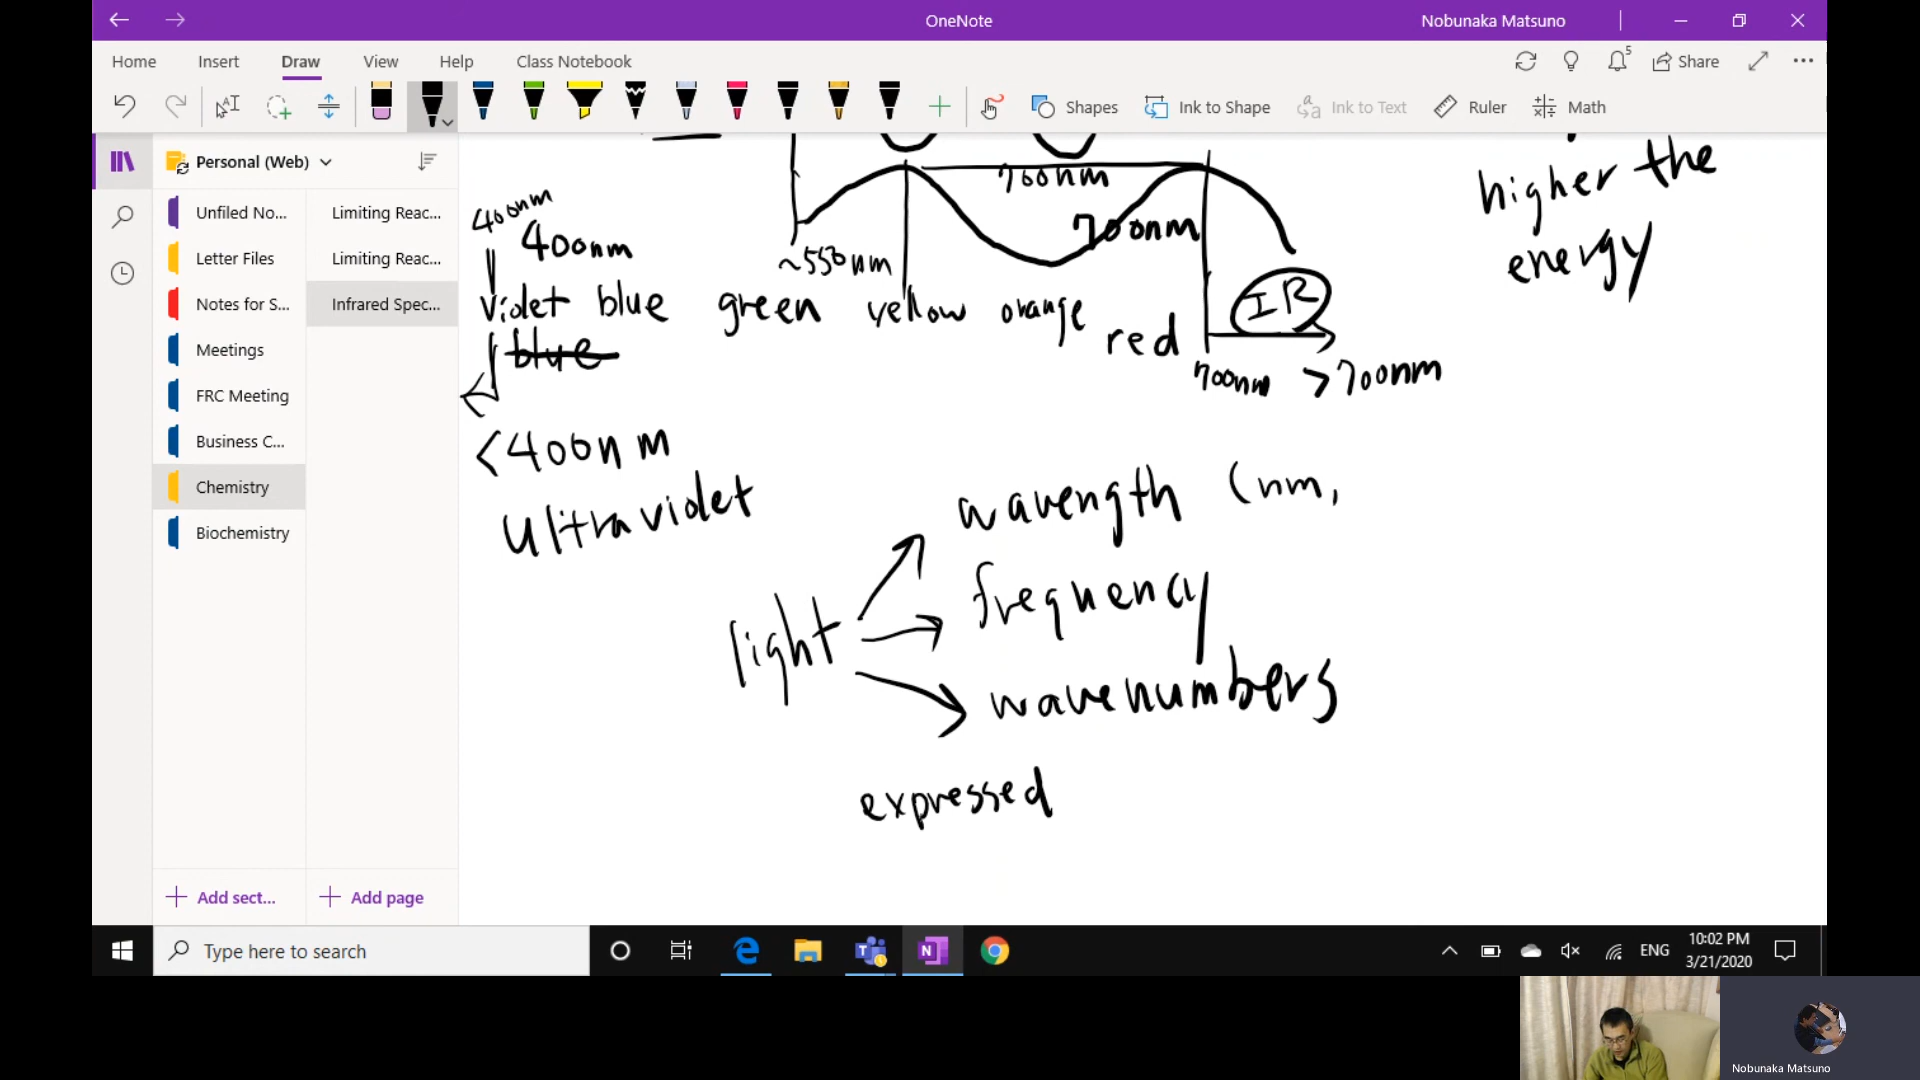 OneNote
Nobunaka Matsuno
Home Insert Draw View Help Class Notebook
5
Share
Shapes Ink to Shape Ink to Text Ruler Math
Personal (Web)
Unfiled No...
Letter Files
Notes for S...
Meetings
FRC Meeting
Business C...
Chemistry
Biochemistry
Limiting Reac...
Limiting Reac...
Infrared Spec...
Add sect...
Add page
higher the
energy
700nm
400nm
400nm
~550nm
700nm
violet blue green yellow orange red
IR
blue
700nm >700nm
<400nm
Ultraviolet
wavength (nm,
frequency
light
wavenumbers
expressed
Type here to search
ENG
10:02 PM
3/21/2020
Nobunaka Matsuno